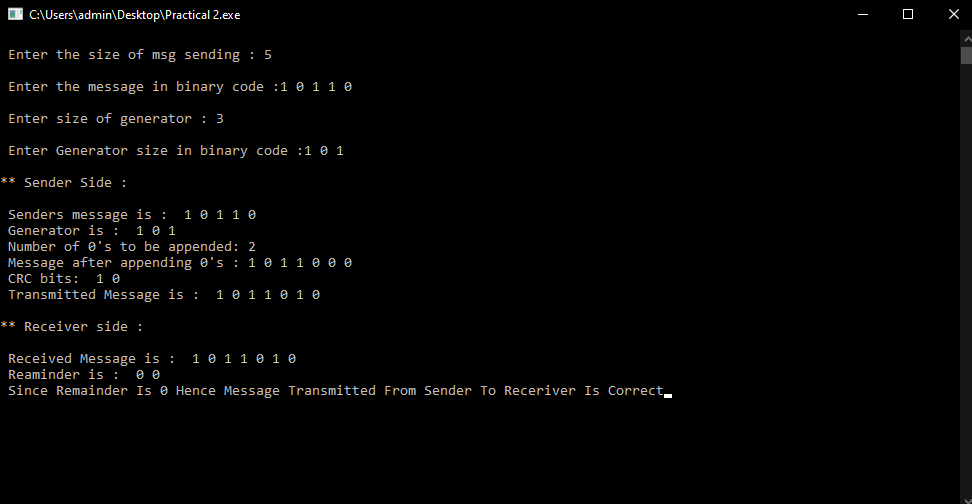 C:\Users\admin\Desktop\Practical 2.exe
Enter the size of msg sending : 5
Enter the message in binary code :1 0 1 1 0
Enter size of generator : 3
Enter Generator size in binary code :1 0 1
** Sender Side :
Senders message is :  1 0 1 1 0
Generator is :  1 0 1
Number of 0's to be appended: 2
Message after appending 0's : 1 0 1 1 0 0 0
CRC bits:  1 0
Transmitted Message is :  1 0 1 1 0 1 0
** Receiver side :
Received Message is :  1 0 1 1 0 1 0
Reaminder is :  0 0
Since Remainder Is 0 Hence Message Transmitted From Sender To Receriver Is Correct